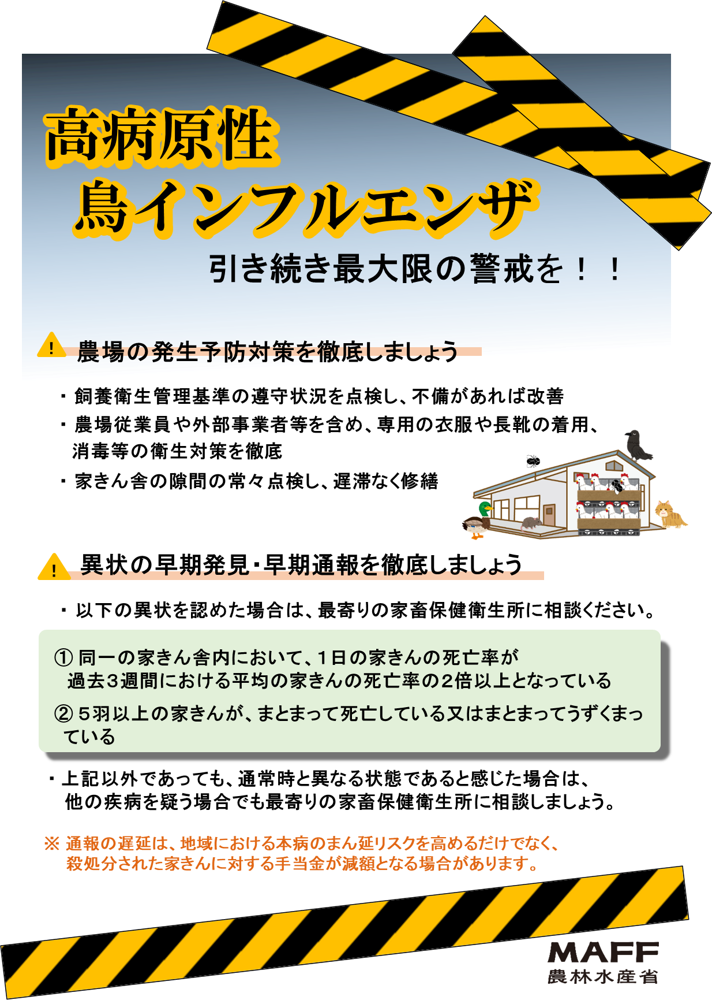 高病原性
鳥インフルエンザ
引き続き最大限の警戒を！！
! 農場の発生予防対策を徹底しましょう
・飼養衛生管理基準の遵守状況を点検し、不備があれば改善
・農場従業員や外部事業者等を含め、専用の衣服や長靴の着用、
消毒等の衛生対策を徹底
・家きん舎の隙間の常々点検し、遅滞なく修繕
! 異状の早期発見・早期通報を徹底しましょう
・以下の異状を認めた場合は、最寄りの家畜保健衛生所に相談ください。
①同一の家きん舎内において、１日の家きんの死亡率が
過去３週間における平均の家きんの死亡率の２倍以上となっている
②５羽以上の家きんが、まとまって死亡している又はまとまってうずくまっ
ている
・上記以外であっても、通常時と異なる状態であると感じた場合は、
他の疾病を疑う場合でも最寄りの家畜保健衛生所に相談しましょう。
※ 通報の遅延は、地域における本病のまん延リスクを高めるだけでなく、
殺処分された家きんに対する手当金が減額となる場合があります。
MAFF
農林水産省